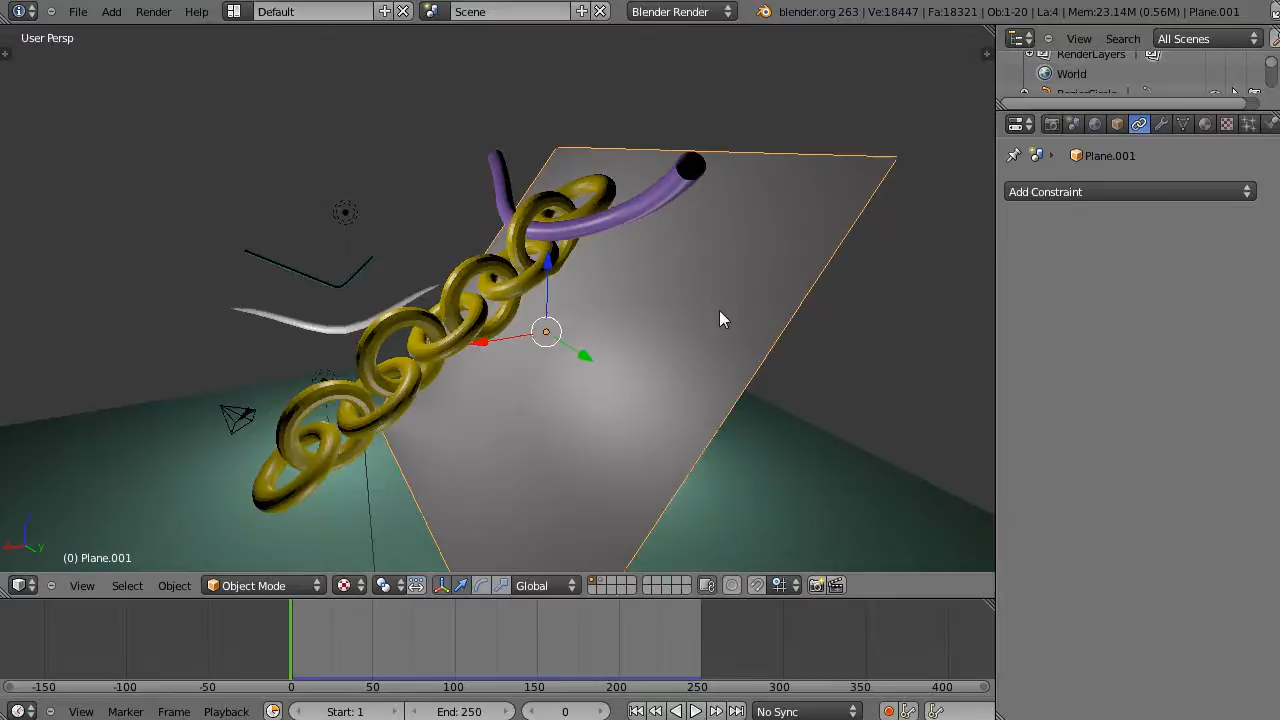 File Add Render Help Default Scene Blender Render blender.org 263 | Ve:18447 | Fa:18321 | Ob:1-20 | La:4 | Mem:23.14M (0.56M) | Plane.001
User Persp
View Search All Scenes
RenderLayers
World
BezierCircle
Plane.001
Add Constraint
(0) Plane.001
View Select Object Object Mode Global
-150 -100 -50 0 50 100 150 200 250 300 350 400
View Marker Frame Playback Start: 1 End: 250 0 No Sync